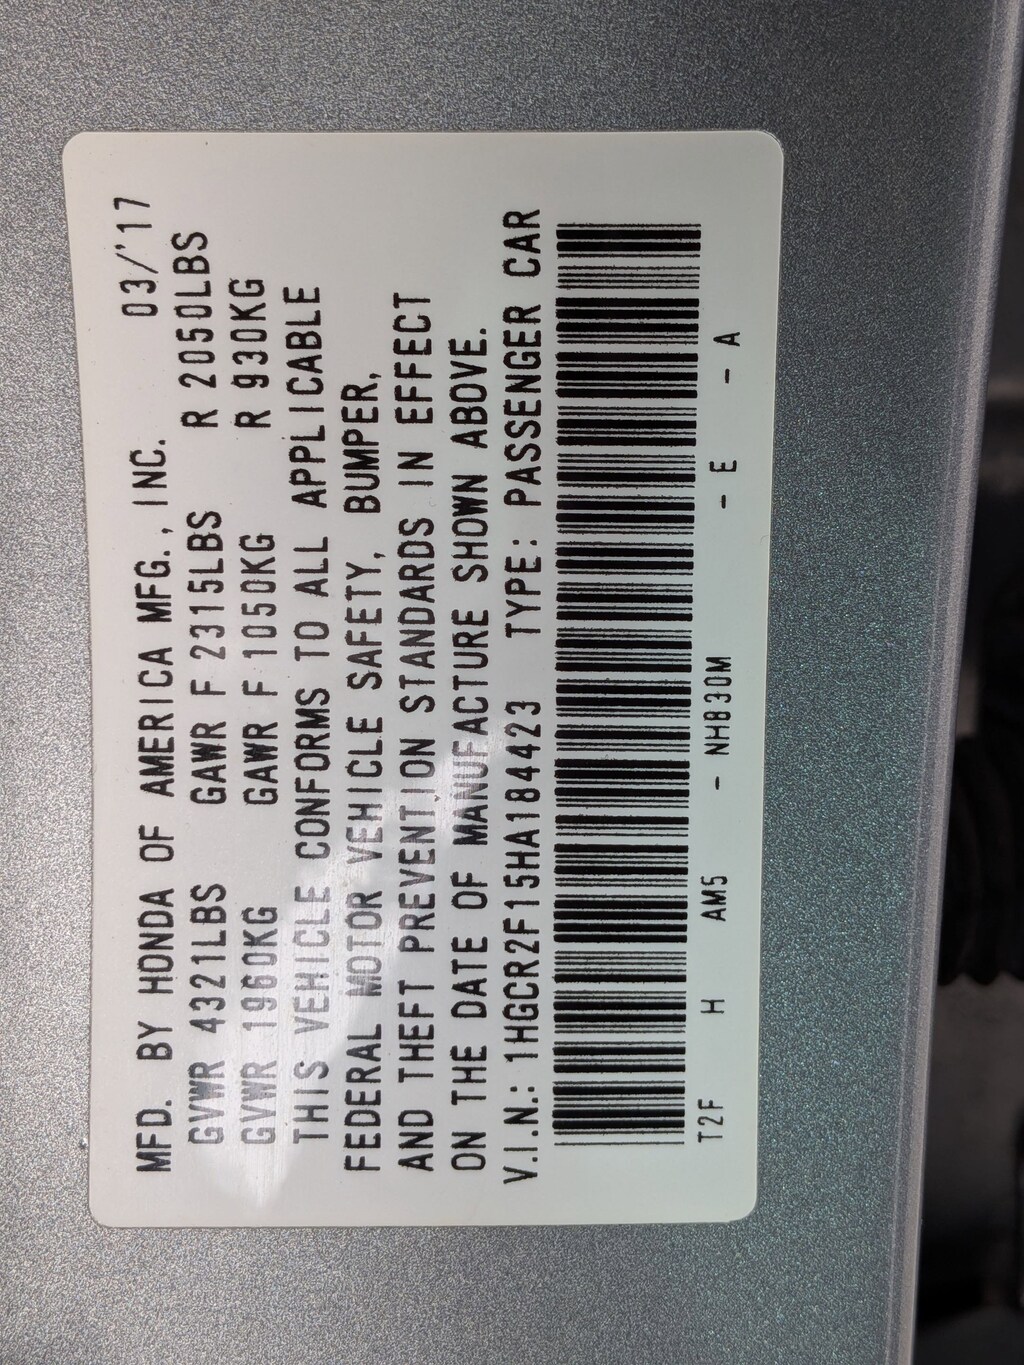 MFD. BY HONDA OF AMERICA MFG., INC. 03/'17
GVWR 4321LBS GAWR F 2315LBS R 2050LBS
GVWR 1960KG GAWR F 1050KG R 930KG
THIS VEHICLE CONFORMS TO ALL APPLICABLE
FEDERAL MOTOR VEHICLE SAFETY, BUMPER,
AND THEFT PREVENTION STANDARDS IN EFFECT
ON THE DATE OF MANUFACTURE SHOWN ABOVE.
V.I.N.: 1HGCR2F15HA184423 TYPE: PASSENGER CAR
T2F H AM5 - NH830M - E - A